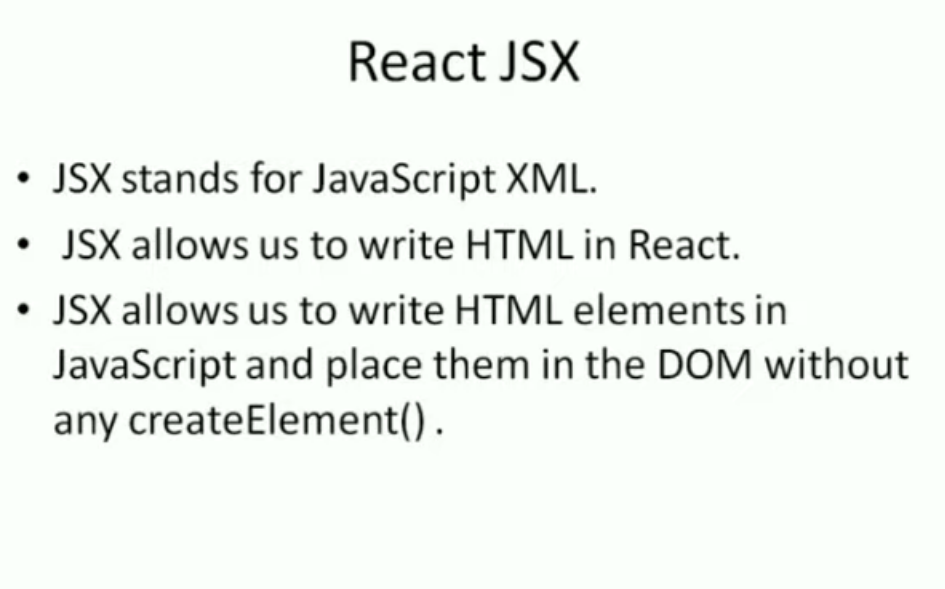 React JSX
• JSX stands for JavaScript XML.
• JSX allows us to write HTML in React.
• JSX allows us to write HTML elements in
JavaScript and place them in the DOM without
any createElement() .